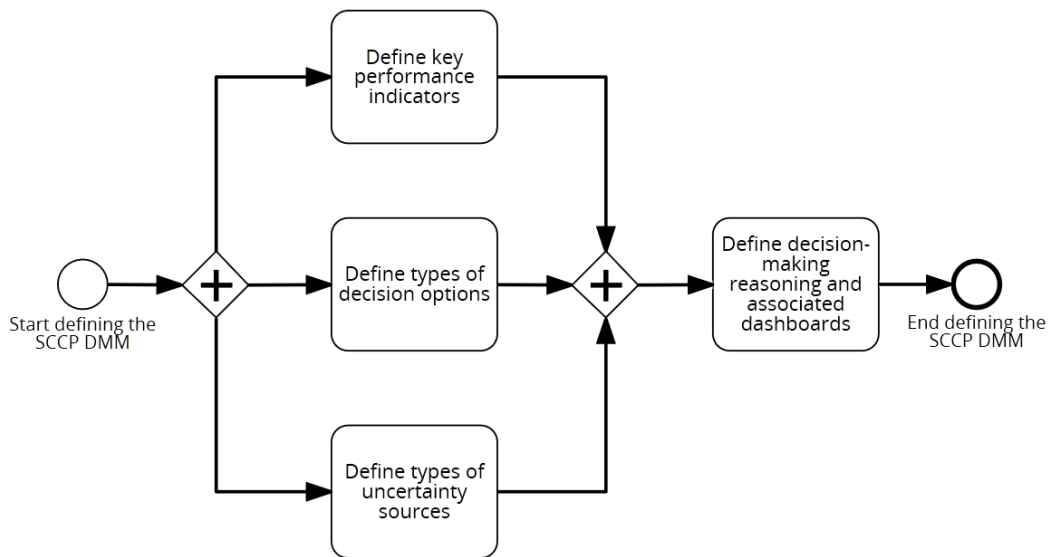 Define key
performance
indicators
Start defining the
SCCP DMM
Define types of
decision options
Define decision-
making
reasoning and
associated
dashboards
End defining the
SCCP DMM
Define types of
uncertainty
sources